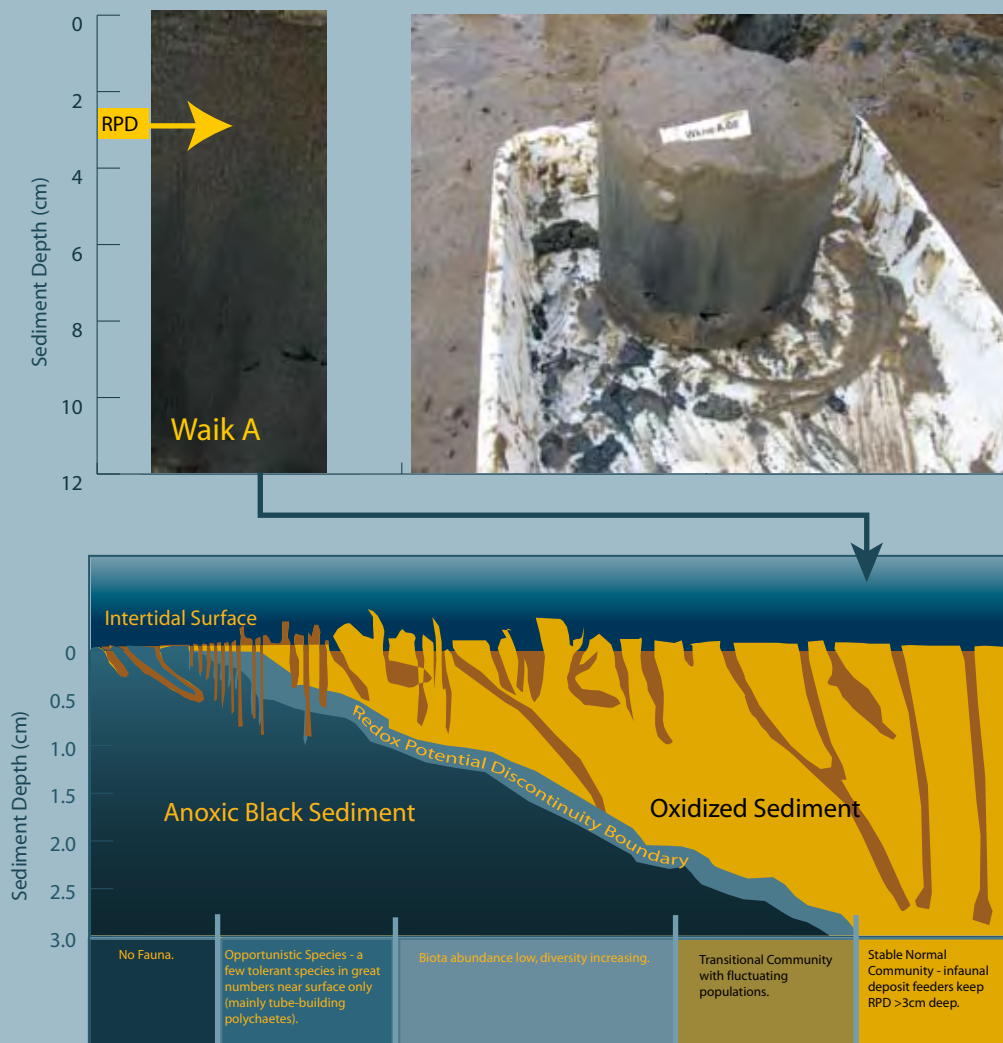 Sediment Depth (cm)
0
2
4
6
8
10
12
RPD
Waik A
Intertidal Surface
Sediment Depth (cm)
0
0.5
1.0
1.5
2.0
2.5
3.0
Redox Potential Discontinuity Boundary
Anoxic Black Sediment
Oxidized Sediment
No Fauna.
Opportunistic Species - a
few tolerant species in great
numbers near surface only
(mainly tube-building
polychaetes).
Biota abundance low, diversity increasing.
Transitional Community
with fluctuating
populations.
Stable Normal
Community - infaunal
deposit feeders keep
RPD >3cm deep.